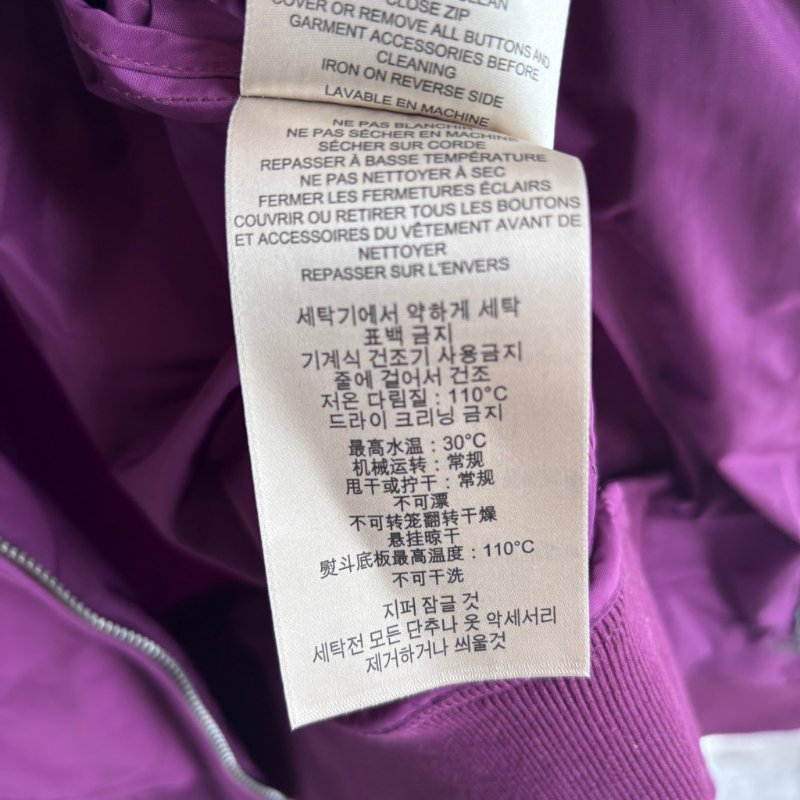 CLEAN
CLOSE ZIP
COVER OR REMOVE ALL BUTTONS AND
GARMENT ACCESSORIES BEFORE
CLEANING
IRON ON REVERSE SIDE
LAVABLE EN MACHINE
NE PAS BLANCHIR
NE PAS SÉCHER EN MACHINE
SÉCHER SUR CORDE
REPASSER À BASSE TEMPÉRATURE
NE PAS NETTOYER À SEC
FERMER LES FERMETURES ÉCLAIRS
COUVRIR OU RETIRER TOUS LES BOUTONS
ET ACCESSOIRES DU VÊTEMENT AVANT DE
NETTOYER
REPASSER SUR L'ENVERS
세탁기에서 약하게 세탁
표백 금지
기계식 건조기 사용금지
줄에 걸어서 건조
저온 다림질 : 110°C
드라이 크리닝 금지
最高水温 : 30°C
机械运转 : 常规
甩干或拧干 : 常规
不可漂
不可转笼翻转干燥
悬挂晾干
熨斗底板最高温度 : 110°C
不可干洗
지퍼 잠글 것
세탁전 모든 단추나 옷 악세서리
제거하거나 씌울것